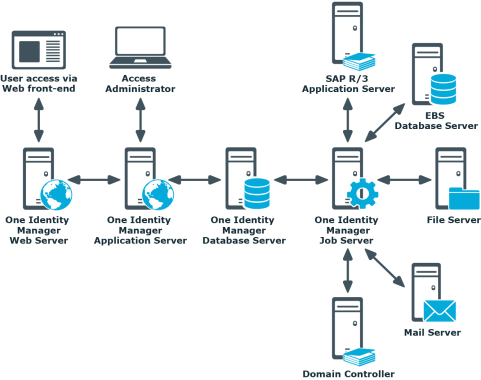 User access via
Web front-end
Access
Administrator
SAP R/3
Application Server
EBS
Database Server
One Identity
Manager
Web Server
One Identity
Manager
Application Server
One Identity
Manager
Database Server
One Identity
Manager
Job Server
File Server
Mail Server
Domain Controller